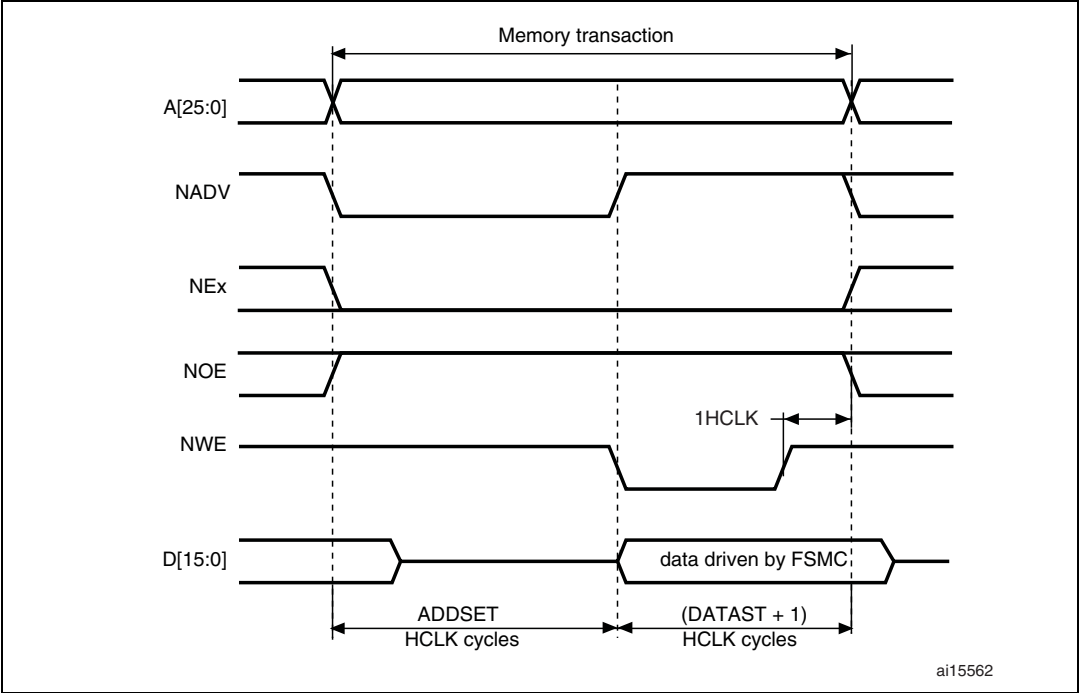 Memory transaction
A[25:0]
NADV
NEx
NOE
1HCLK
NWE
D[15:0]
data driven by FSMC
ADDSET
HCLK cycles
(DATAST + 1)
HCLK cycles
ai15562